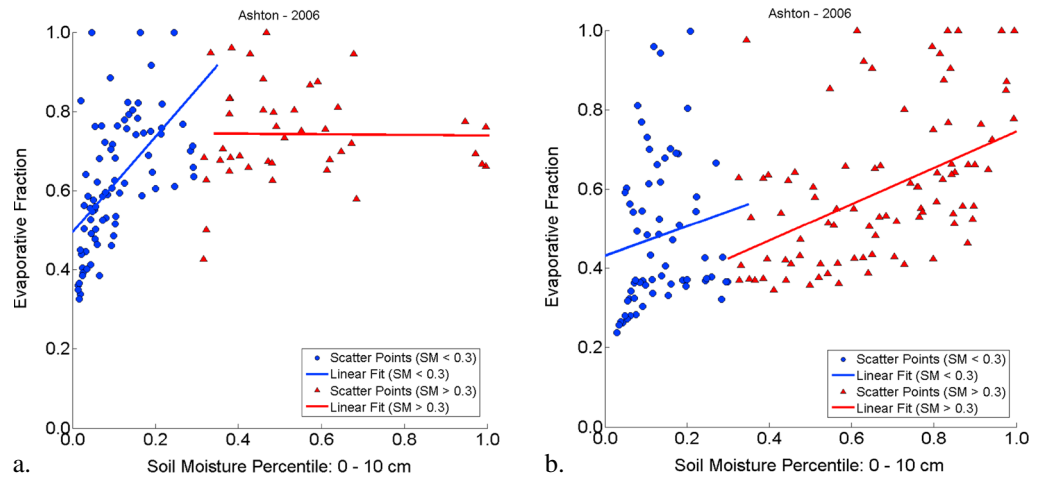 Ashton - 2006
1.0
0.8
0.6
0.4
0.2
0.0
0.0
0.2
0.4
0.6
0.8
1.0
Evaporative Fraction
Soil Moisture Percentile: 0 - 10 cm
Scatter Points (SM < 0.3)
Linear Fit (SM < 0.3)
Scatter Points (SM > 0.3)
Linear Fit (SM > 0.3)
a.
Ashton - 2006
1.0
0.8
0.6
0.4
0.2
0.0
0.0
0.2
0.4
0.6
0.8
1.0
Evaporative Fraction
Soil Moisture Percentile: 0 - 10 cm
Scatter Points (SM < 0.3)
Linear Fit (SM < 0.3)
Scatter Points (SM > 0.3)
Linear Fit (SM > 0.3)
b.